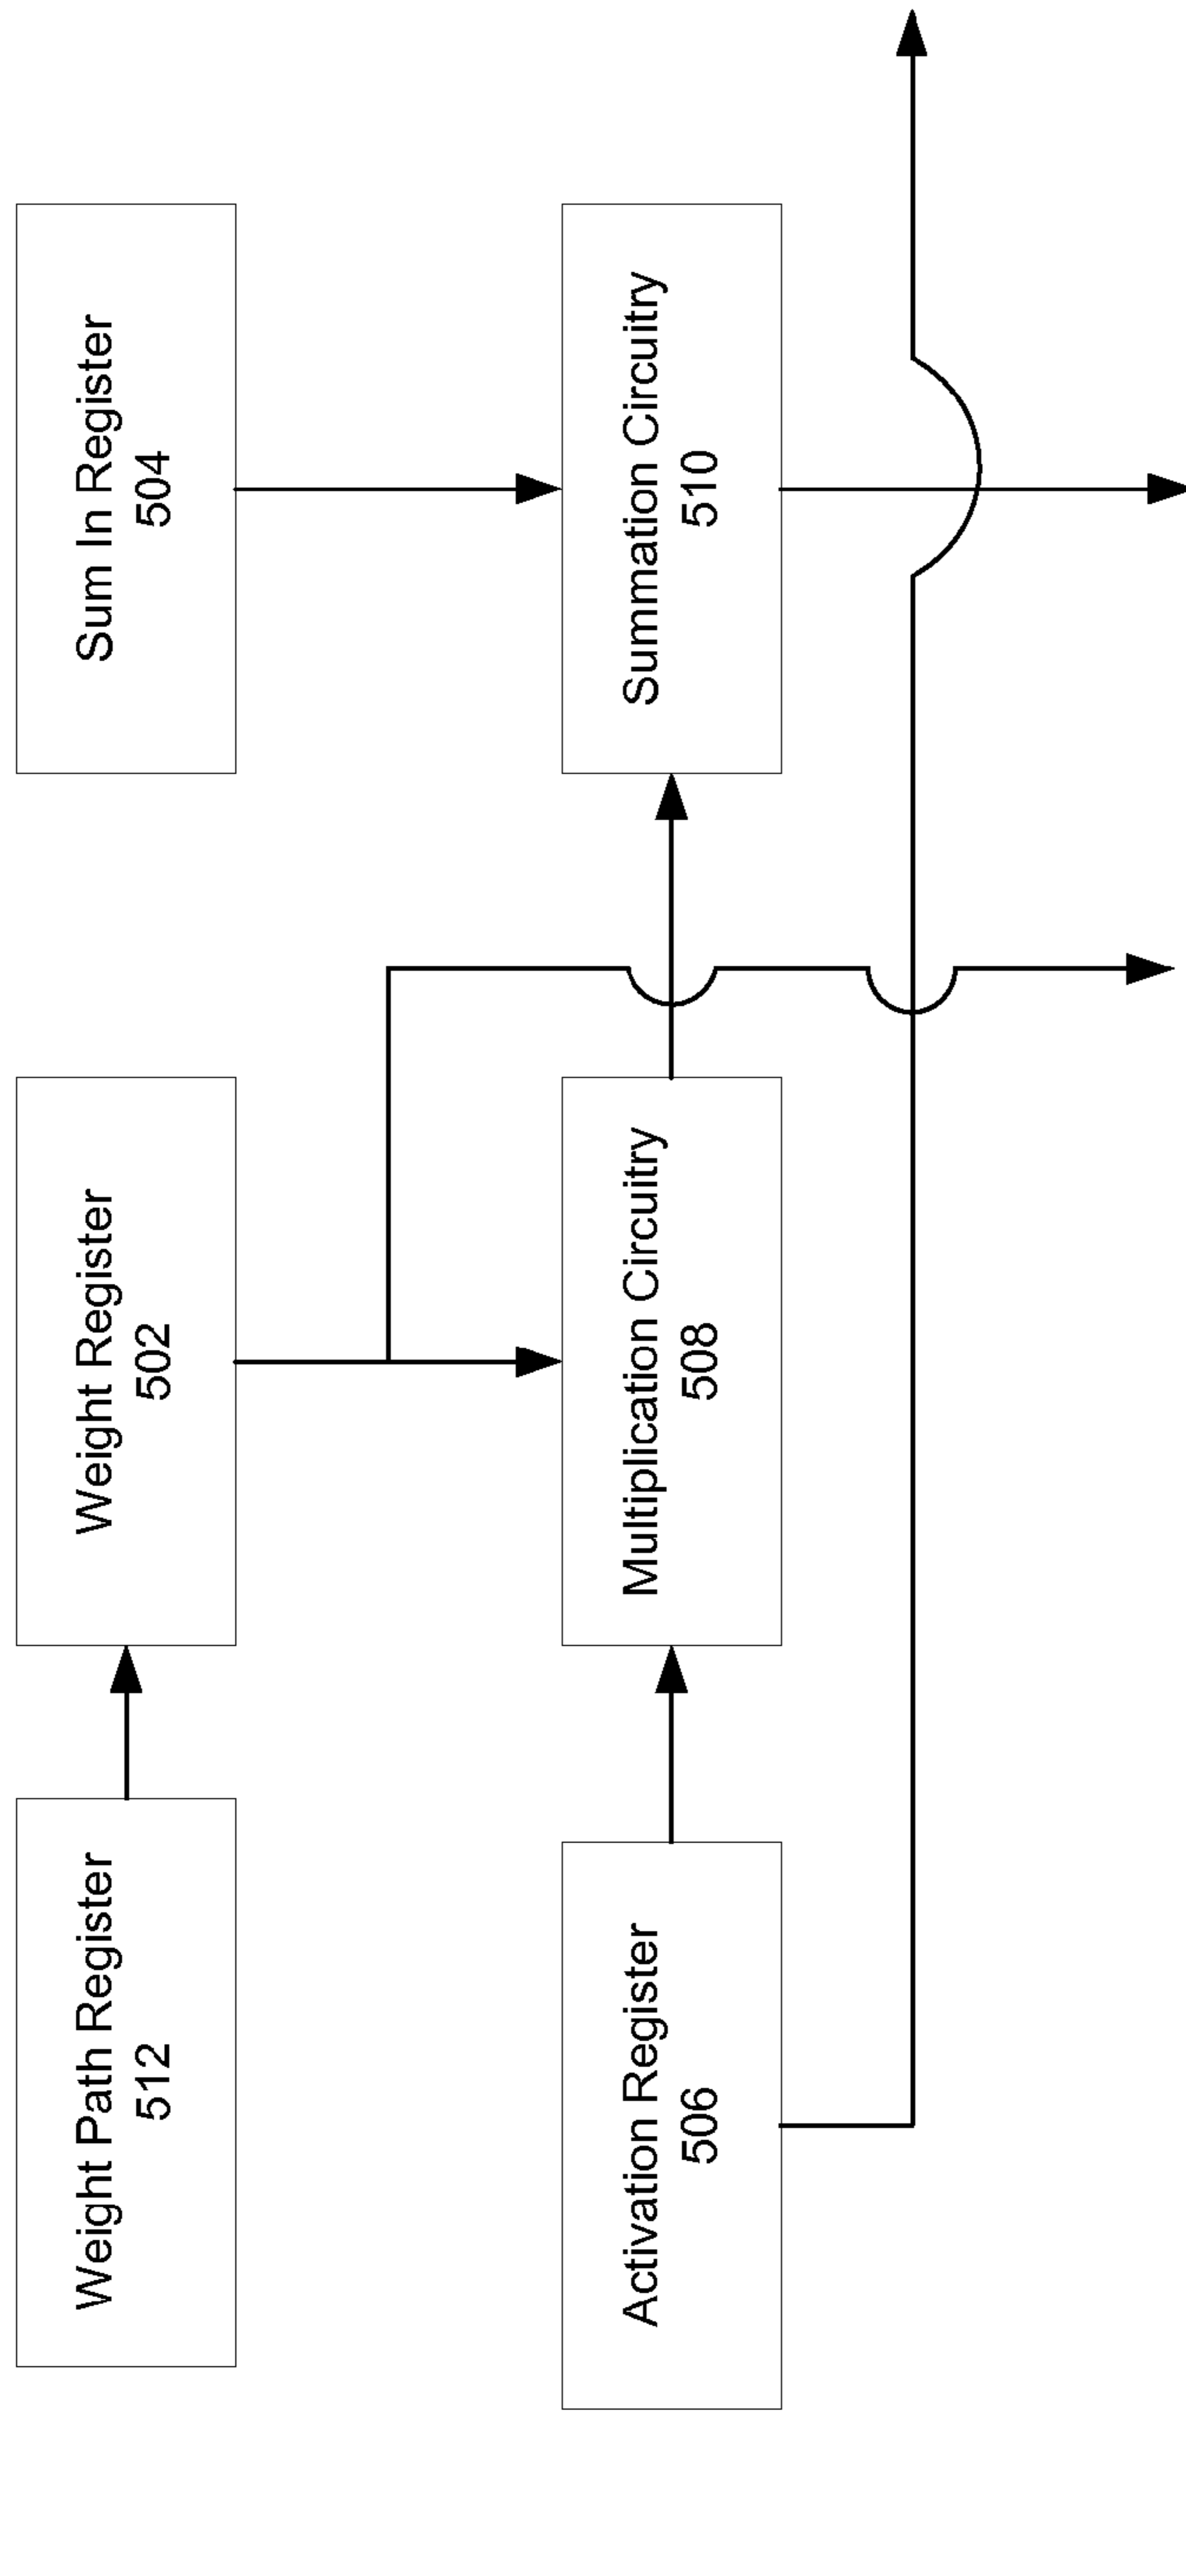 Weight Path Register
512
Weight Register
502
Sum In Register
504
Activation Register
506
Multiplication Circuitry
508
Summation Circuitry
510